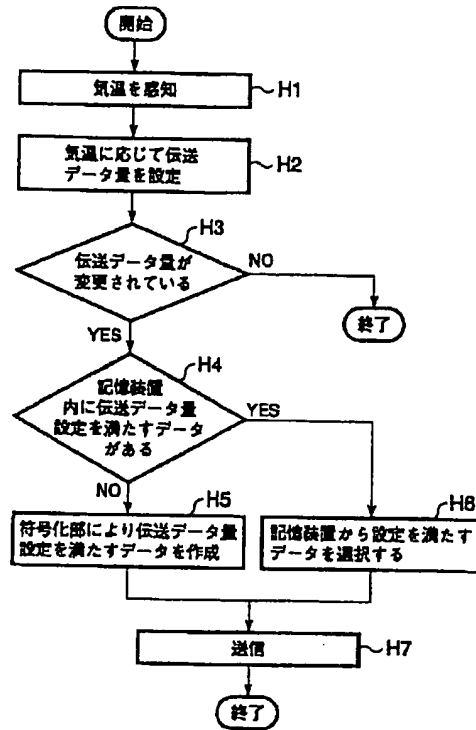 開始
気温を感知
H1
気温に応じて伝送
データ量を設定
H2
H3
伝送データ量が
変更されている
NO
終了
YES
H4
記憶装置
内に伝送データ量
設定を満たすデータ
がある
YES
NO
H5
符号化部により伝送データ量
設定を満たすデータを作成
H6
記憶装置から設定を満たす
データを選択する
送信
H7
終了